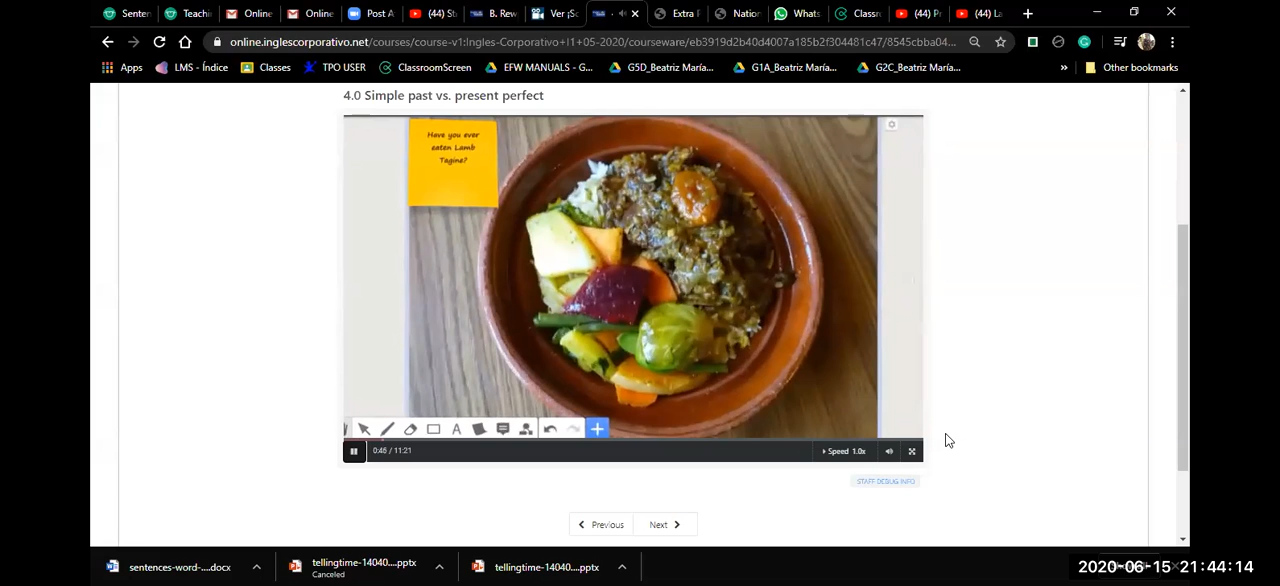 Senten
Teachi
Online
Online
Post A
(44) St
B. Rew
Ver ¡Sc
Extra F
Nation
Whats
Classro
(44) Pr
(44) La
online.inglescorporativo.net/courses/course-v1:Ingles-Corporativo+I1+05-2020/courseware/eb3919d2b40d4007a185b2f304481c47/8545cbba04...
Apps
LMS - Índice
Classes
TPO USER
ClassroomScreen
EFW MANUALS - G...
G5D_Beatriz María...
G1A_Beatriz María...
G2C_Beatriz María...
»
Other bookmarks
4.0 Simple past vs. present perfect
Have you ever
eaten Lamb
Tagine?
A
0:46 / 11:21
Speed 1.0x
STAFF DEBUG INFO
Previous
Next
sentences-word-....docx
tellingtime-14040....pptx
Canceled
tellingtime-14040....pptx
2020-06-15 21:44:14